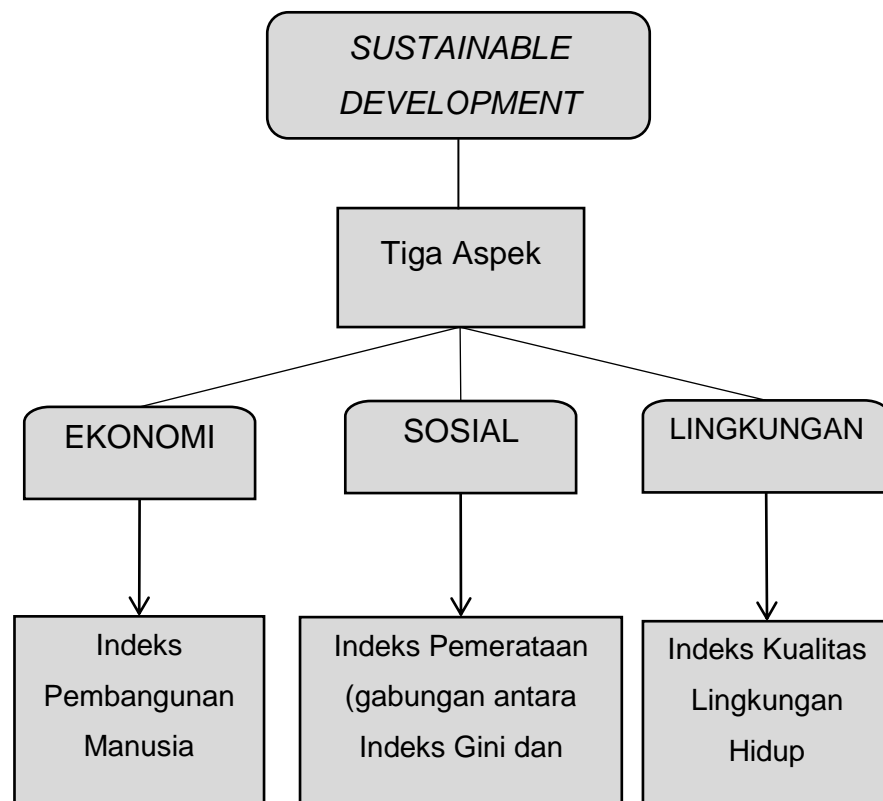 SUSTAINABLE
DEVELOPMENT
Tiga Aspek
EKONOMI
SOSIAL
LINGKUNGAN
Indeks
Pembangunan
Manusia
Indeks Pemerataan
(gabungan antara
Indeks Gini dan
Indeks Kualitas
Lingkungan
Hidup